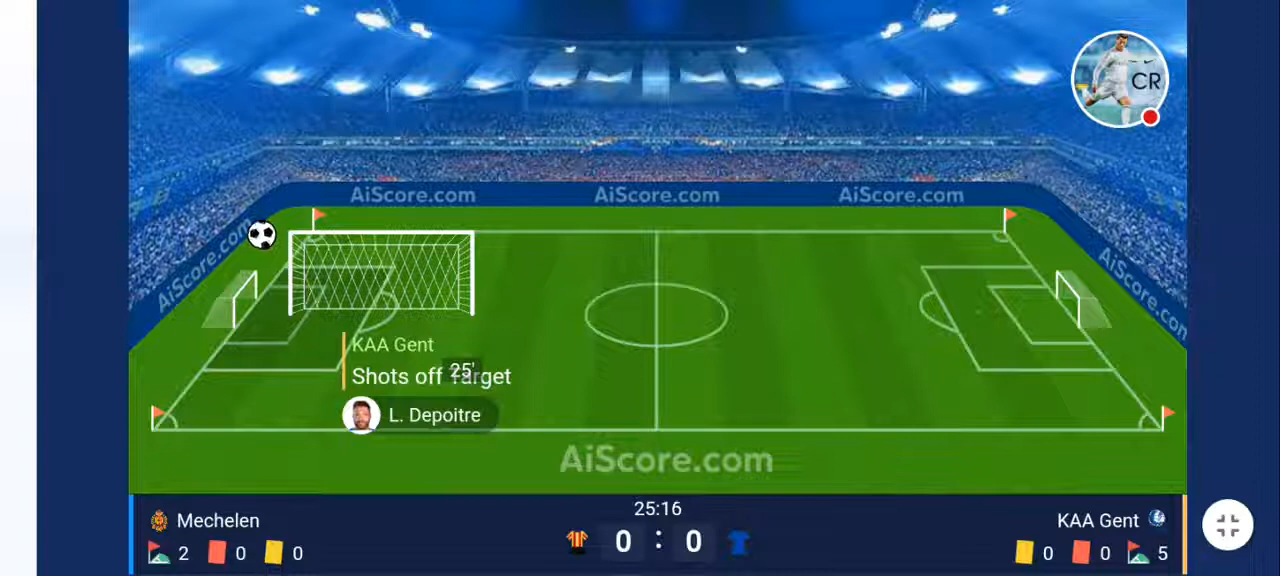 CR
AiScore.com AiScore.com AiScore.com
AiScore.com
AiScore.com
KAA Gent
25'
Shots off Target
L. Depoitre
AiScore.com
25:16
Mechelen
KAA Gent
0 : 0
2 0 0
0 0 5